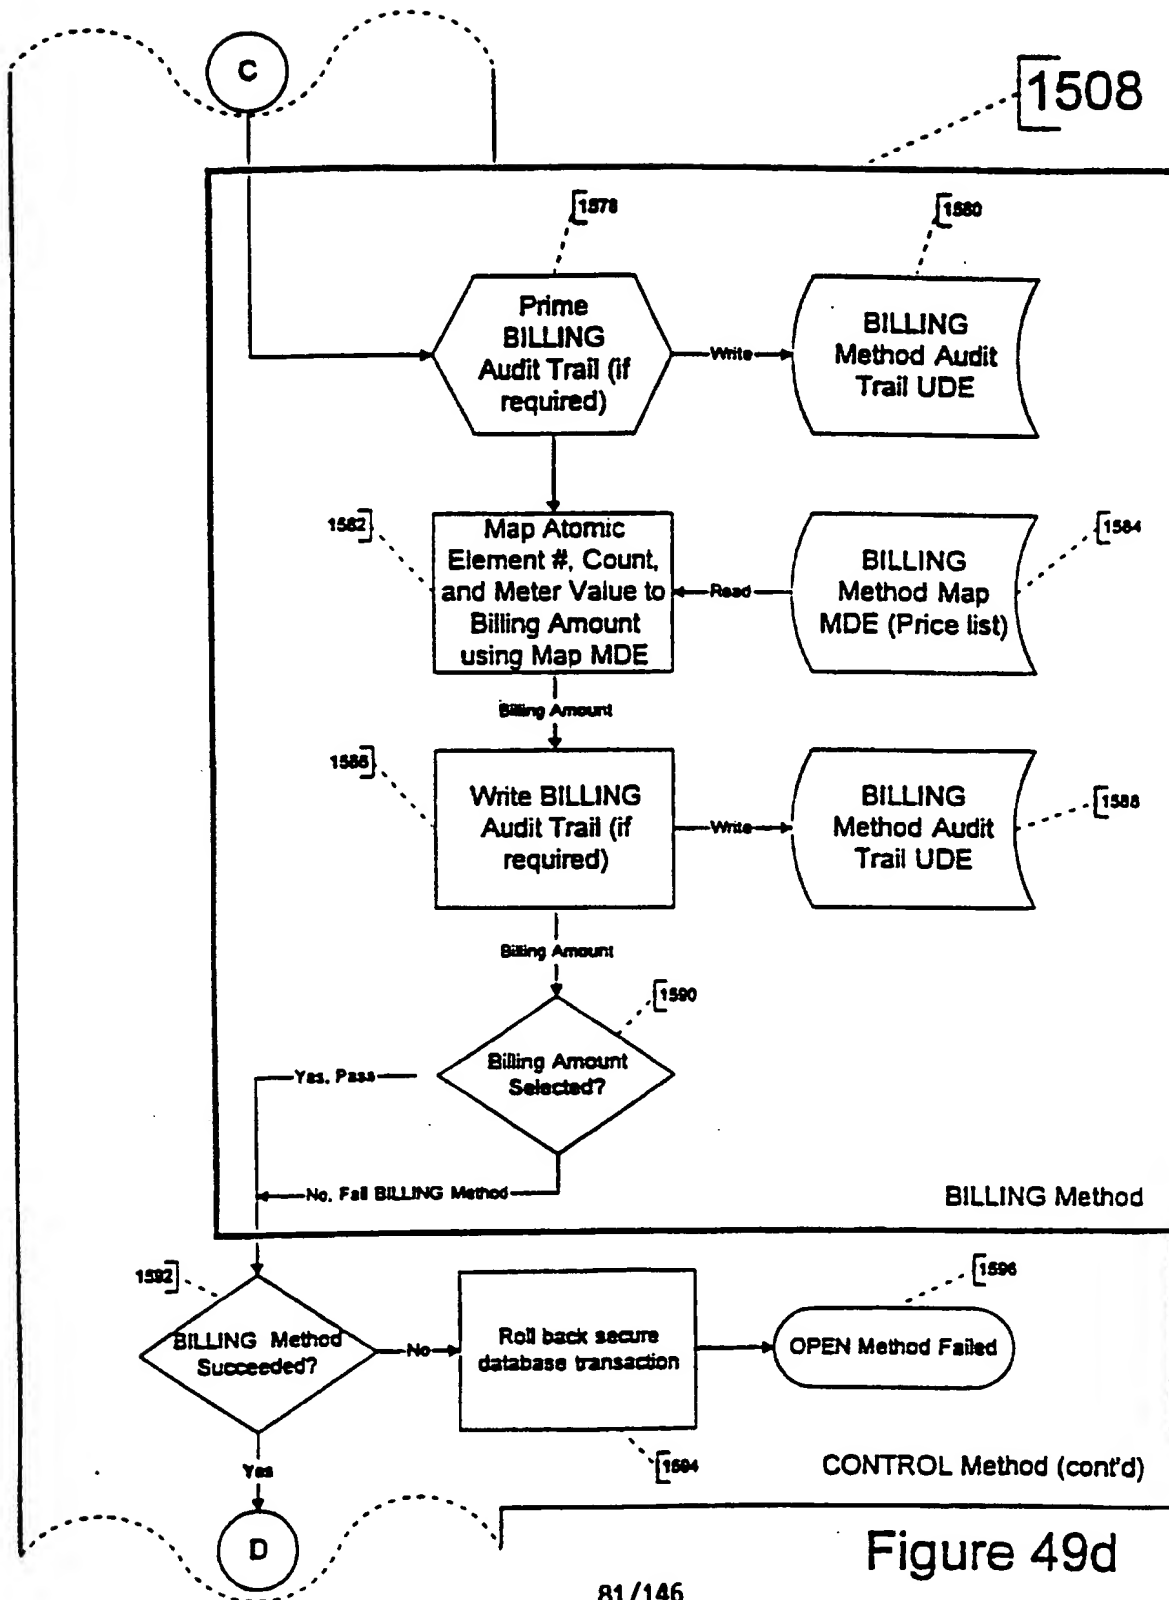 C
1508
1578
1580
Prime
BILLING
Audit Trail (if
required)
Write
BILLING
Method Audit
Trail UDE
1582
1584
Map Atomic
Element #, Count,
and Meter Value to
Billing Amount
using Map MDE
Read
BILLING
Method Map
MDE (Price list)
Billing Amount
1586
1588
Write BILLING
Audit Trail (if
required)
Write
BILLING
Method Audit
Trail UDE
Billing Amount
1590
Billing Amount
Selected?
Yes, Pass
No, Fail BILLING Method
BILLING Method
1592
1596
BILLING Method
Succeeded?
No
Roll back secure
database transaction
OPEN Method Failed
1594
Yes
CONTROL Method (cont'd)
D
Figure 49d
81/146